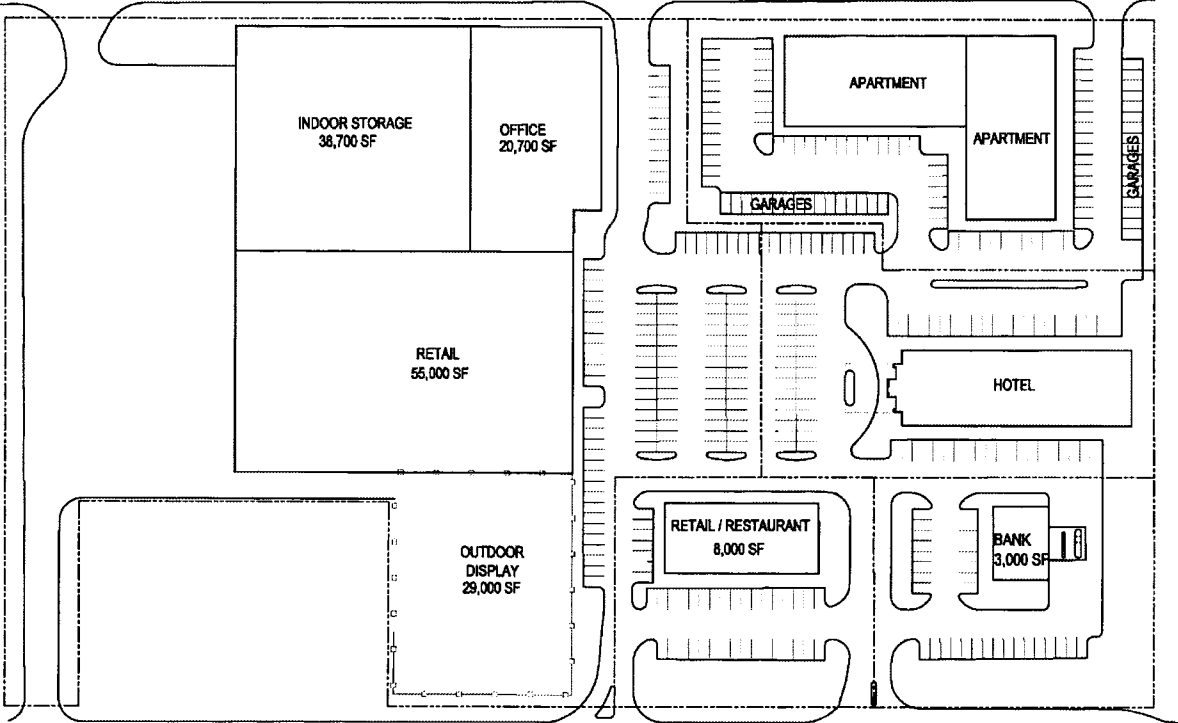 INDOOR STORAGE
38,700 SF
OFFICE
20,700 SF
APARTMENT
APARTMENT
GARAGES
GARAGES
RETAIL
55,000 SF
HOTEL
OUTDOOR
DISPLAY
29,000 SF
RETAIL / RESTAURANT
8,000 SF
BANK
3,000 SF